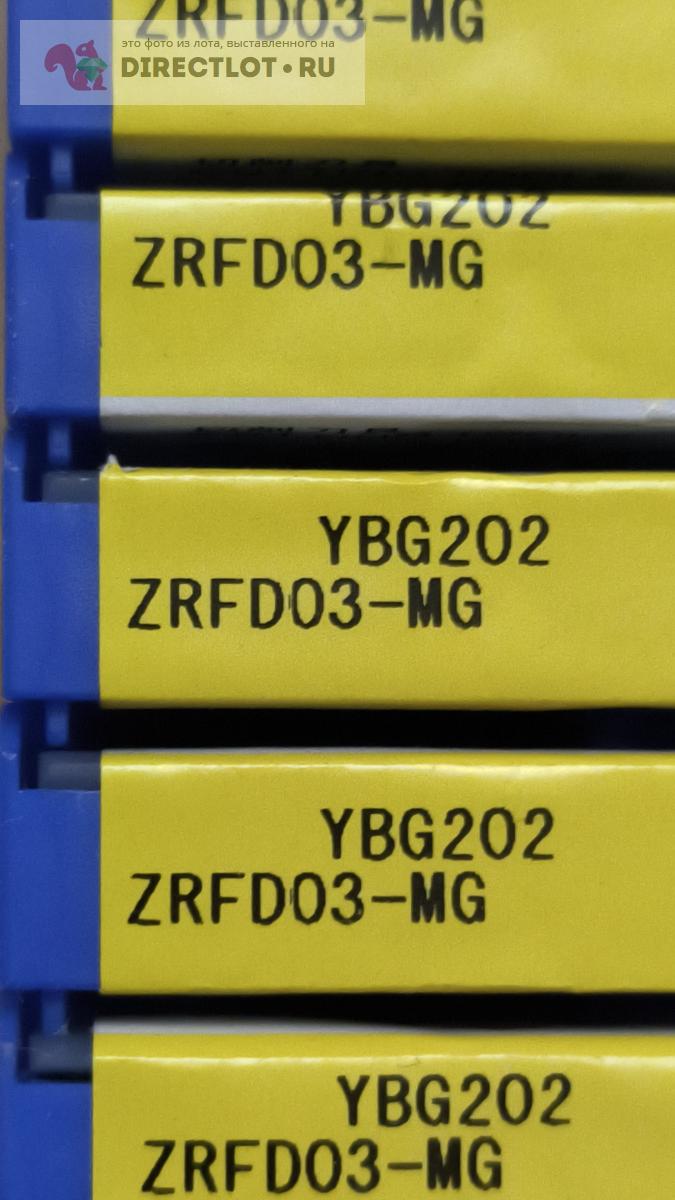 ZRFD03-MG
это фото из лота, выставленного на
DIRECTLOT•RU
YBG202
ZRFD03-MG
YBG202
ZRFD03-MG
YBG202
ZRFD03-MG
YBG202
ZRFD03-MG